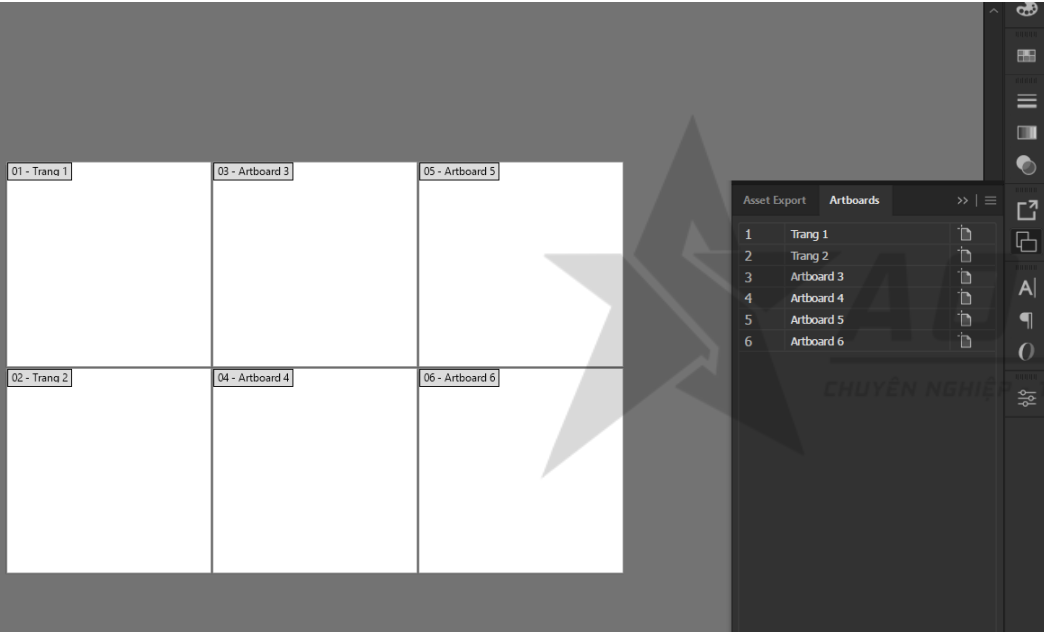 01 - Trang 1
03 - Artboard 3
05 - Artboard 5
02 - Trang 2
04 - Artboard 4
06 - Artboard 6
Asset Export Artboards
1 Trang 1
2 Trang 2
3 Artboard 3
4 Artboard 4
5 Artboard 5
6 Artboard 6
CHUYÊN NGHIỆP